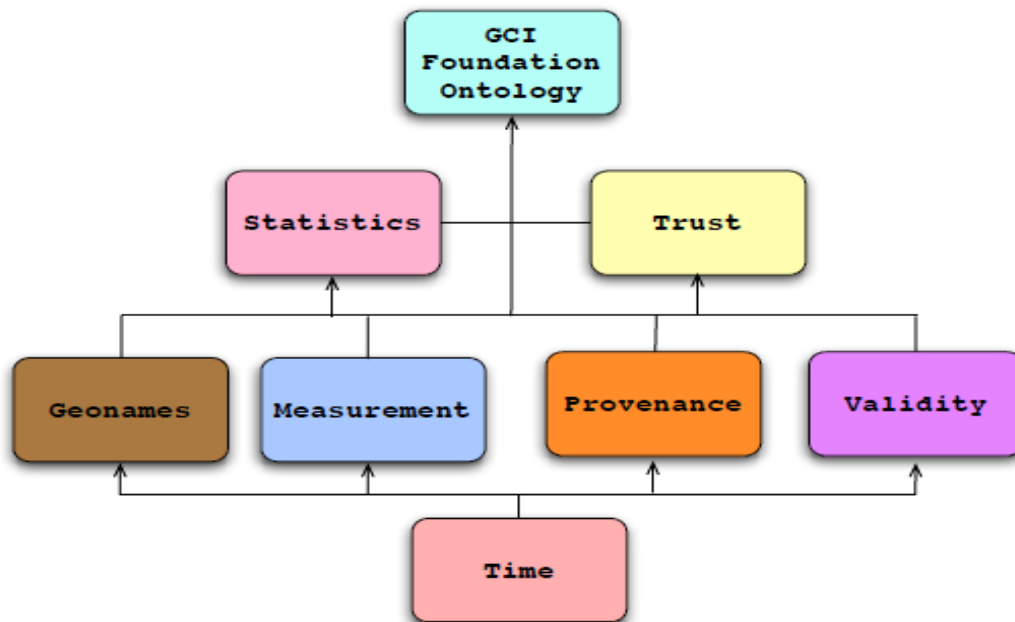 GCI
Foundation
Ontology
Statistics
Trust
Geonames
Measurement
Provenance
Validity
Time